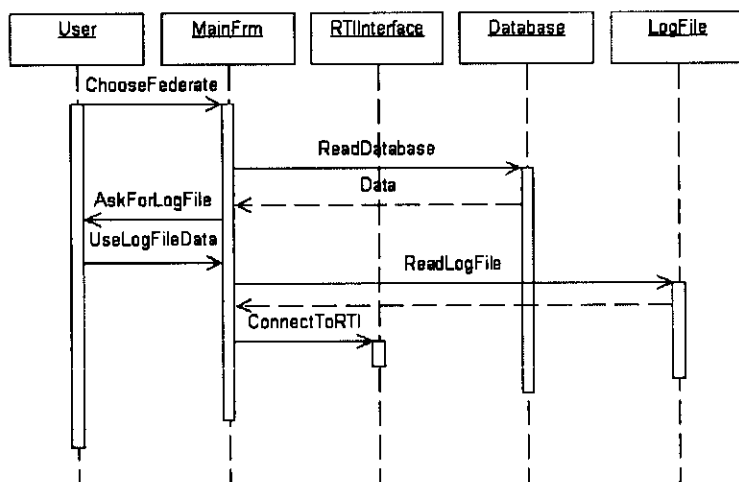 User MainFrm RTIInterface Database LogFile
ChooseFederate
ReadDatabase
Data
AskForLogFile
UseLogFileData
ReadLogFile
ConnectToRTI